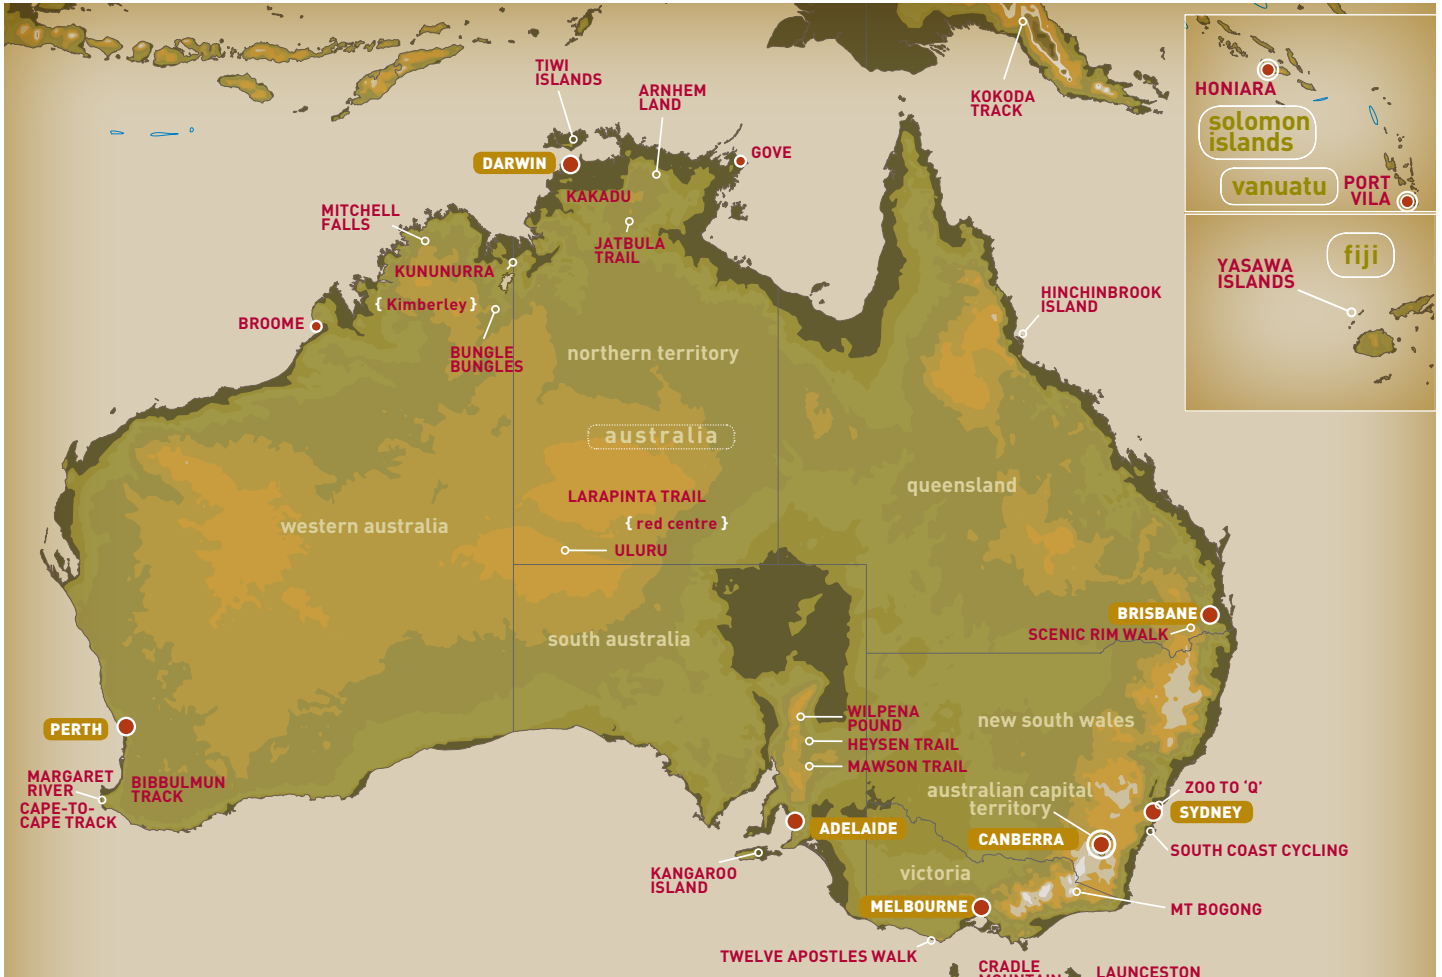 TIWI
ISLANDS
ARNHEM
LAND
KOKODA
TRACK
HONIARA
solomon
islands
vanuatu
PORT
VILA
DARWIN
GOVE
KAKADU
MITCHELL
FALLS
JATBULA
TRAIL
KUNUNURRA
{ Kimberley }
BROOME
BUNGLE
BUNGLES
northern territory
HINCHINBROOK
ISLAND
YASAWA
ISLANDS
fiji
australia
queensland
LARAPINTA TRAIL
{ red centre }
western australia
ULURU
BRISBANE
SCENIC RIM WALK
south australia
WILPENA
POUND
HEYSEN TRAIL
MAWSON TRAIL
new south wales
PERTH
MARGARET
RIVER
BIBBULMUN
TRACK
CAPE-TO-
CAPE TRACK
australian capital
territory
ZOO TO ‘Q’
SYDNEY
ADELAIDE
CANBERRA
SOUTH COAST CYCLING
KANGAROO
ISLAND
victoria
MELBOURNE
MT BOGONG
TWELVE APOSTLES WALK
CRADLE
MOUNTAIN
LAUNCESTON